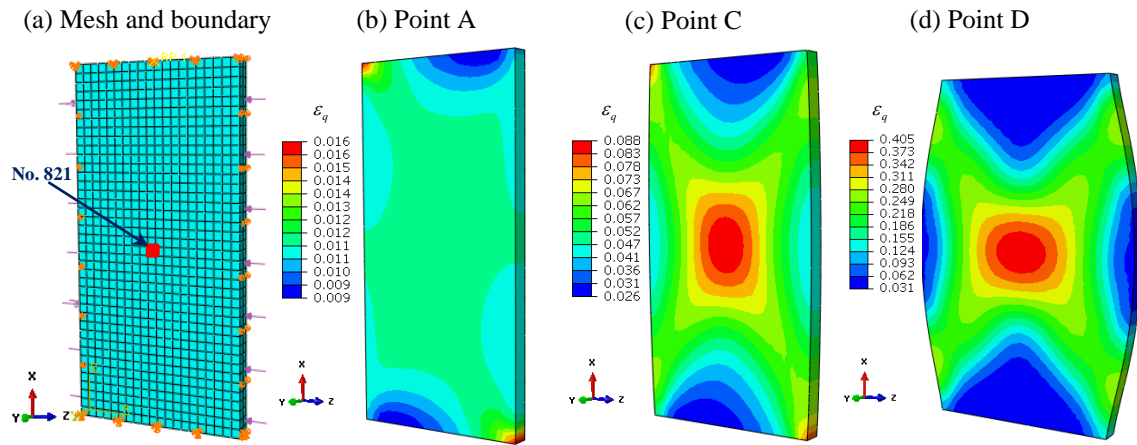 (a) Mesh and boundary
(b) Point A
(c) Point C
(d) Point D
No. 821
X
Y
Z
ε_q
0.016
0.016
0.015
0.014
0.014
0.013
0.012
0.012
0.011
0.011
0.010
0.009
0.009
X
Y
Z
ε_q
0.088
0.083
0.078
0.072
0.067
0.062
0.057
0.052
0.047
0.041
0.036
0.031
0.026
X
Y
Z
ε_q
0.405
0.373
0.342
0.311
0.280
0.249
0.218
0.186
0.155
0.124
0.093
0.062
0.031
X
Y
Z